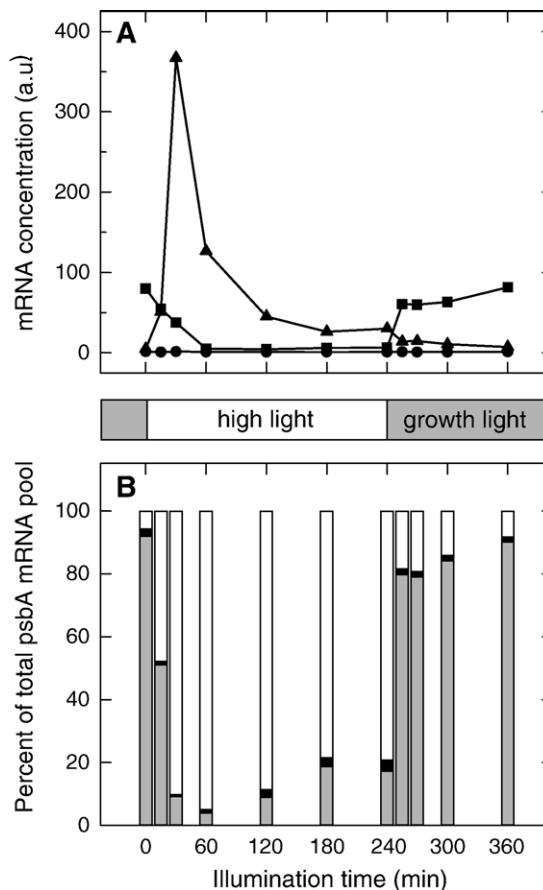 A
mRNA concentration (a.u)
400
300
200
100
0
high light
growth light
B
Percent of total psbA mRNA pool
100
80
60
40
20
0
0 60 120 180 240 300 360
Illumination time (min)